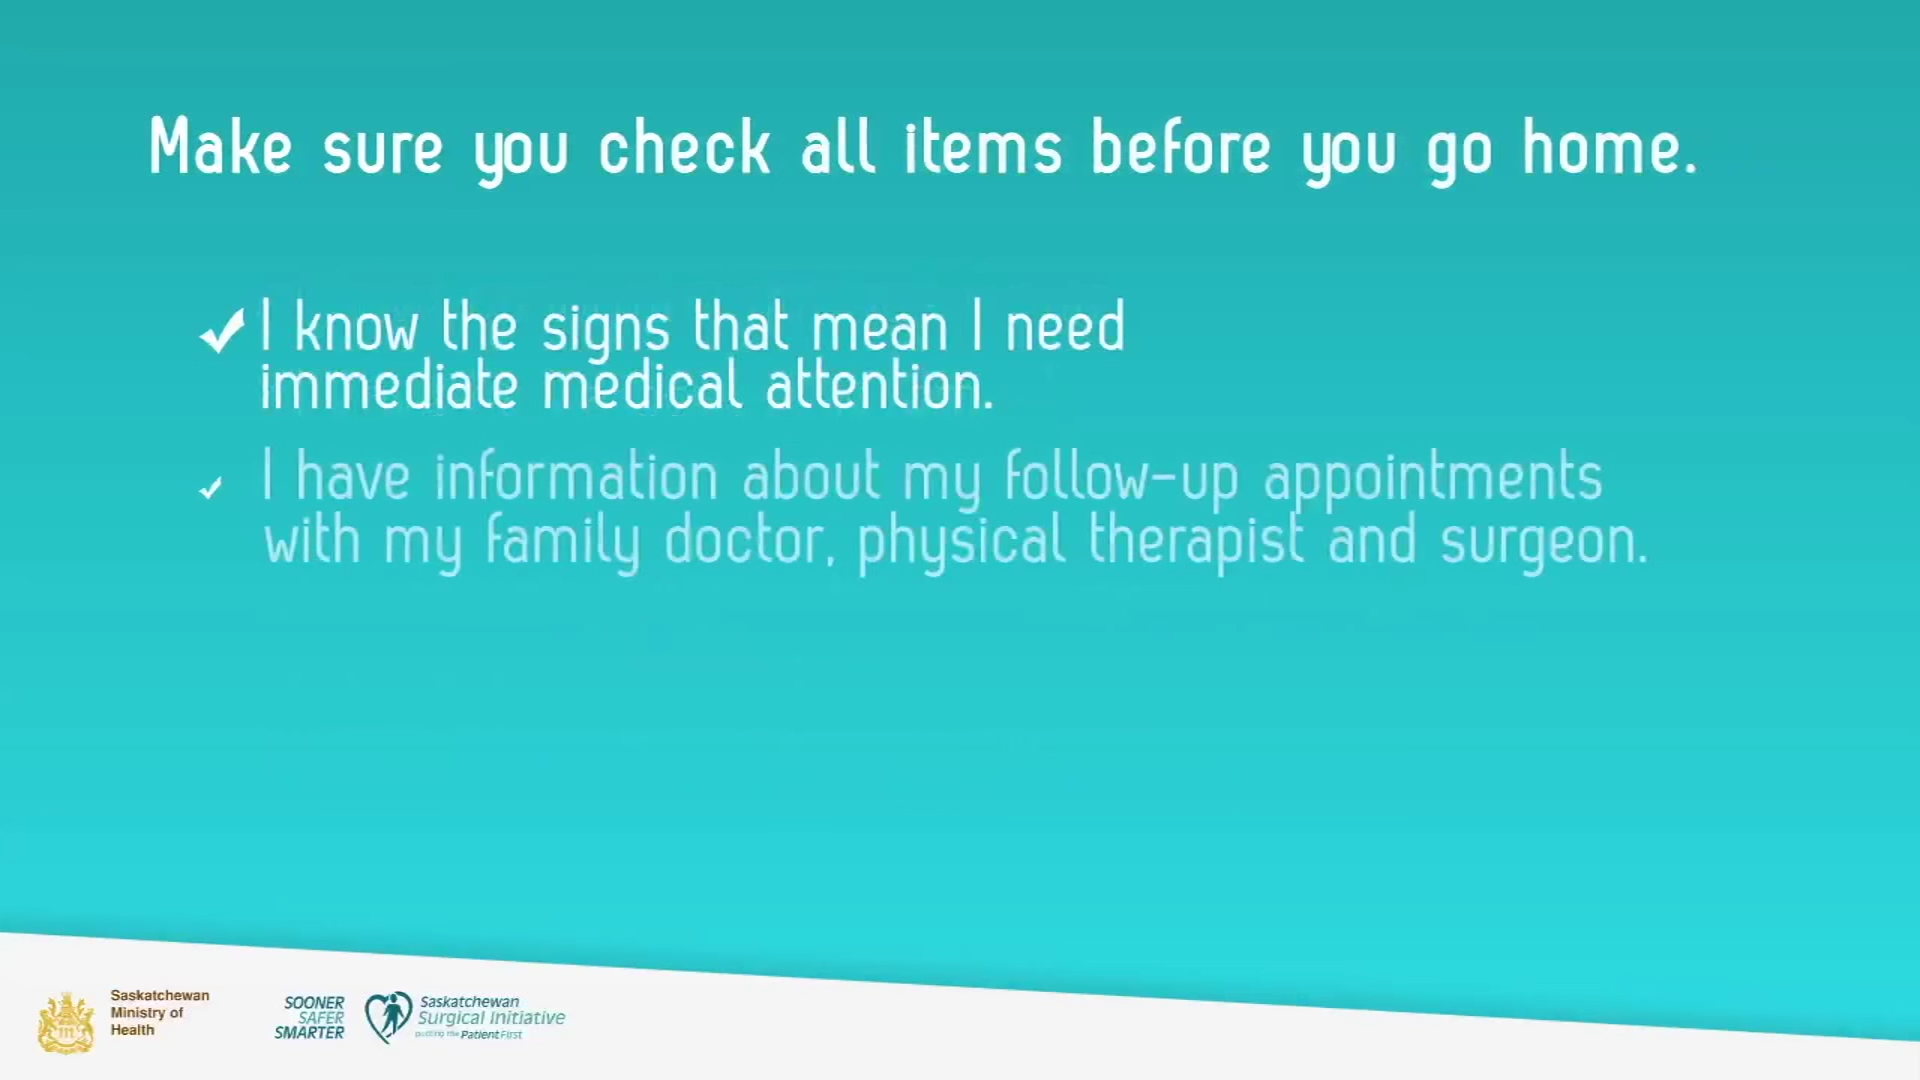 Make sure you check all items before you go home.
I know the signs that mean I need
immediate medical attention.
I have information about my follow-up appointments
with my family doctor, physical therapist and surgeon.
Saskatchewan
Ministry of
Health
SOONER
SAFER
SMARTER
Saskatchewan
Surgical Initiative
putting the Patient First